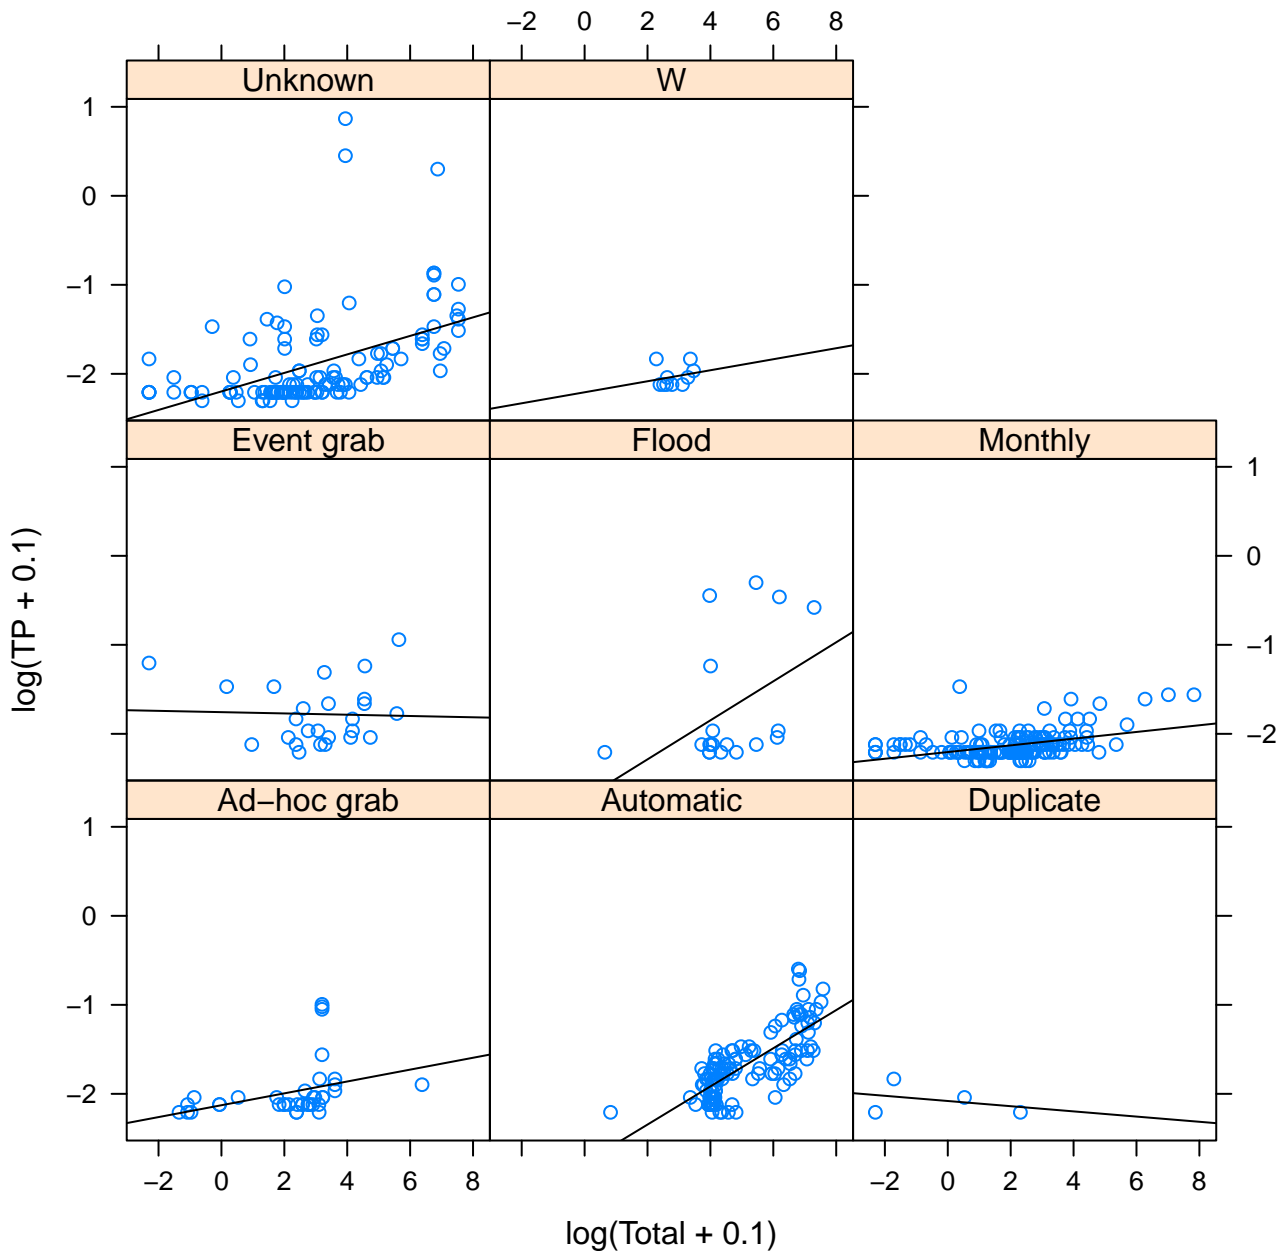 −2 0 2 4 6 8
Unknown W
1
0
−1
−2
Event grab Flood Monthly
1
0
−1
−2
log(TP + 0.1)
Ad−hoc grab Automatic Duplicate
1
0
−1
−2
−2 0 2 4 6 8 −2 0 2 4 6 8
log(Total + 0.1)